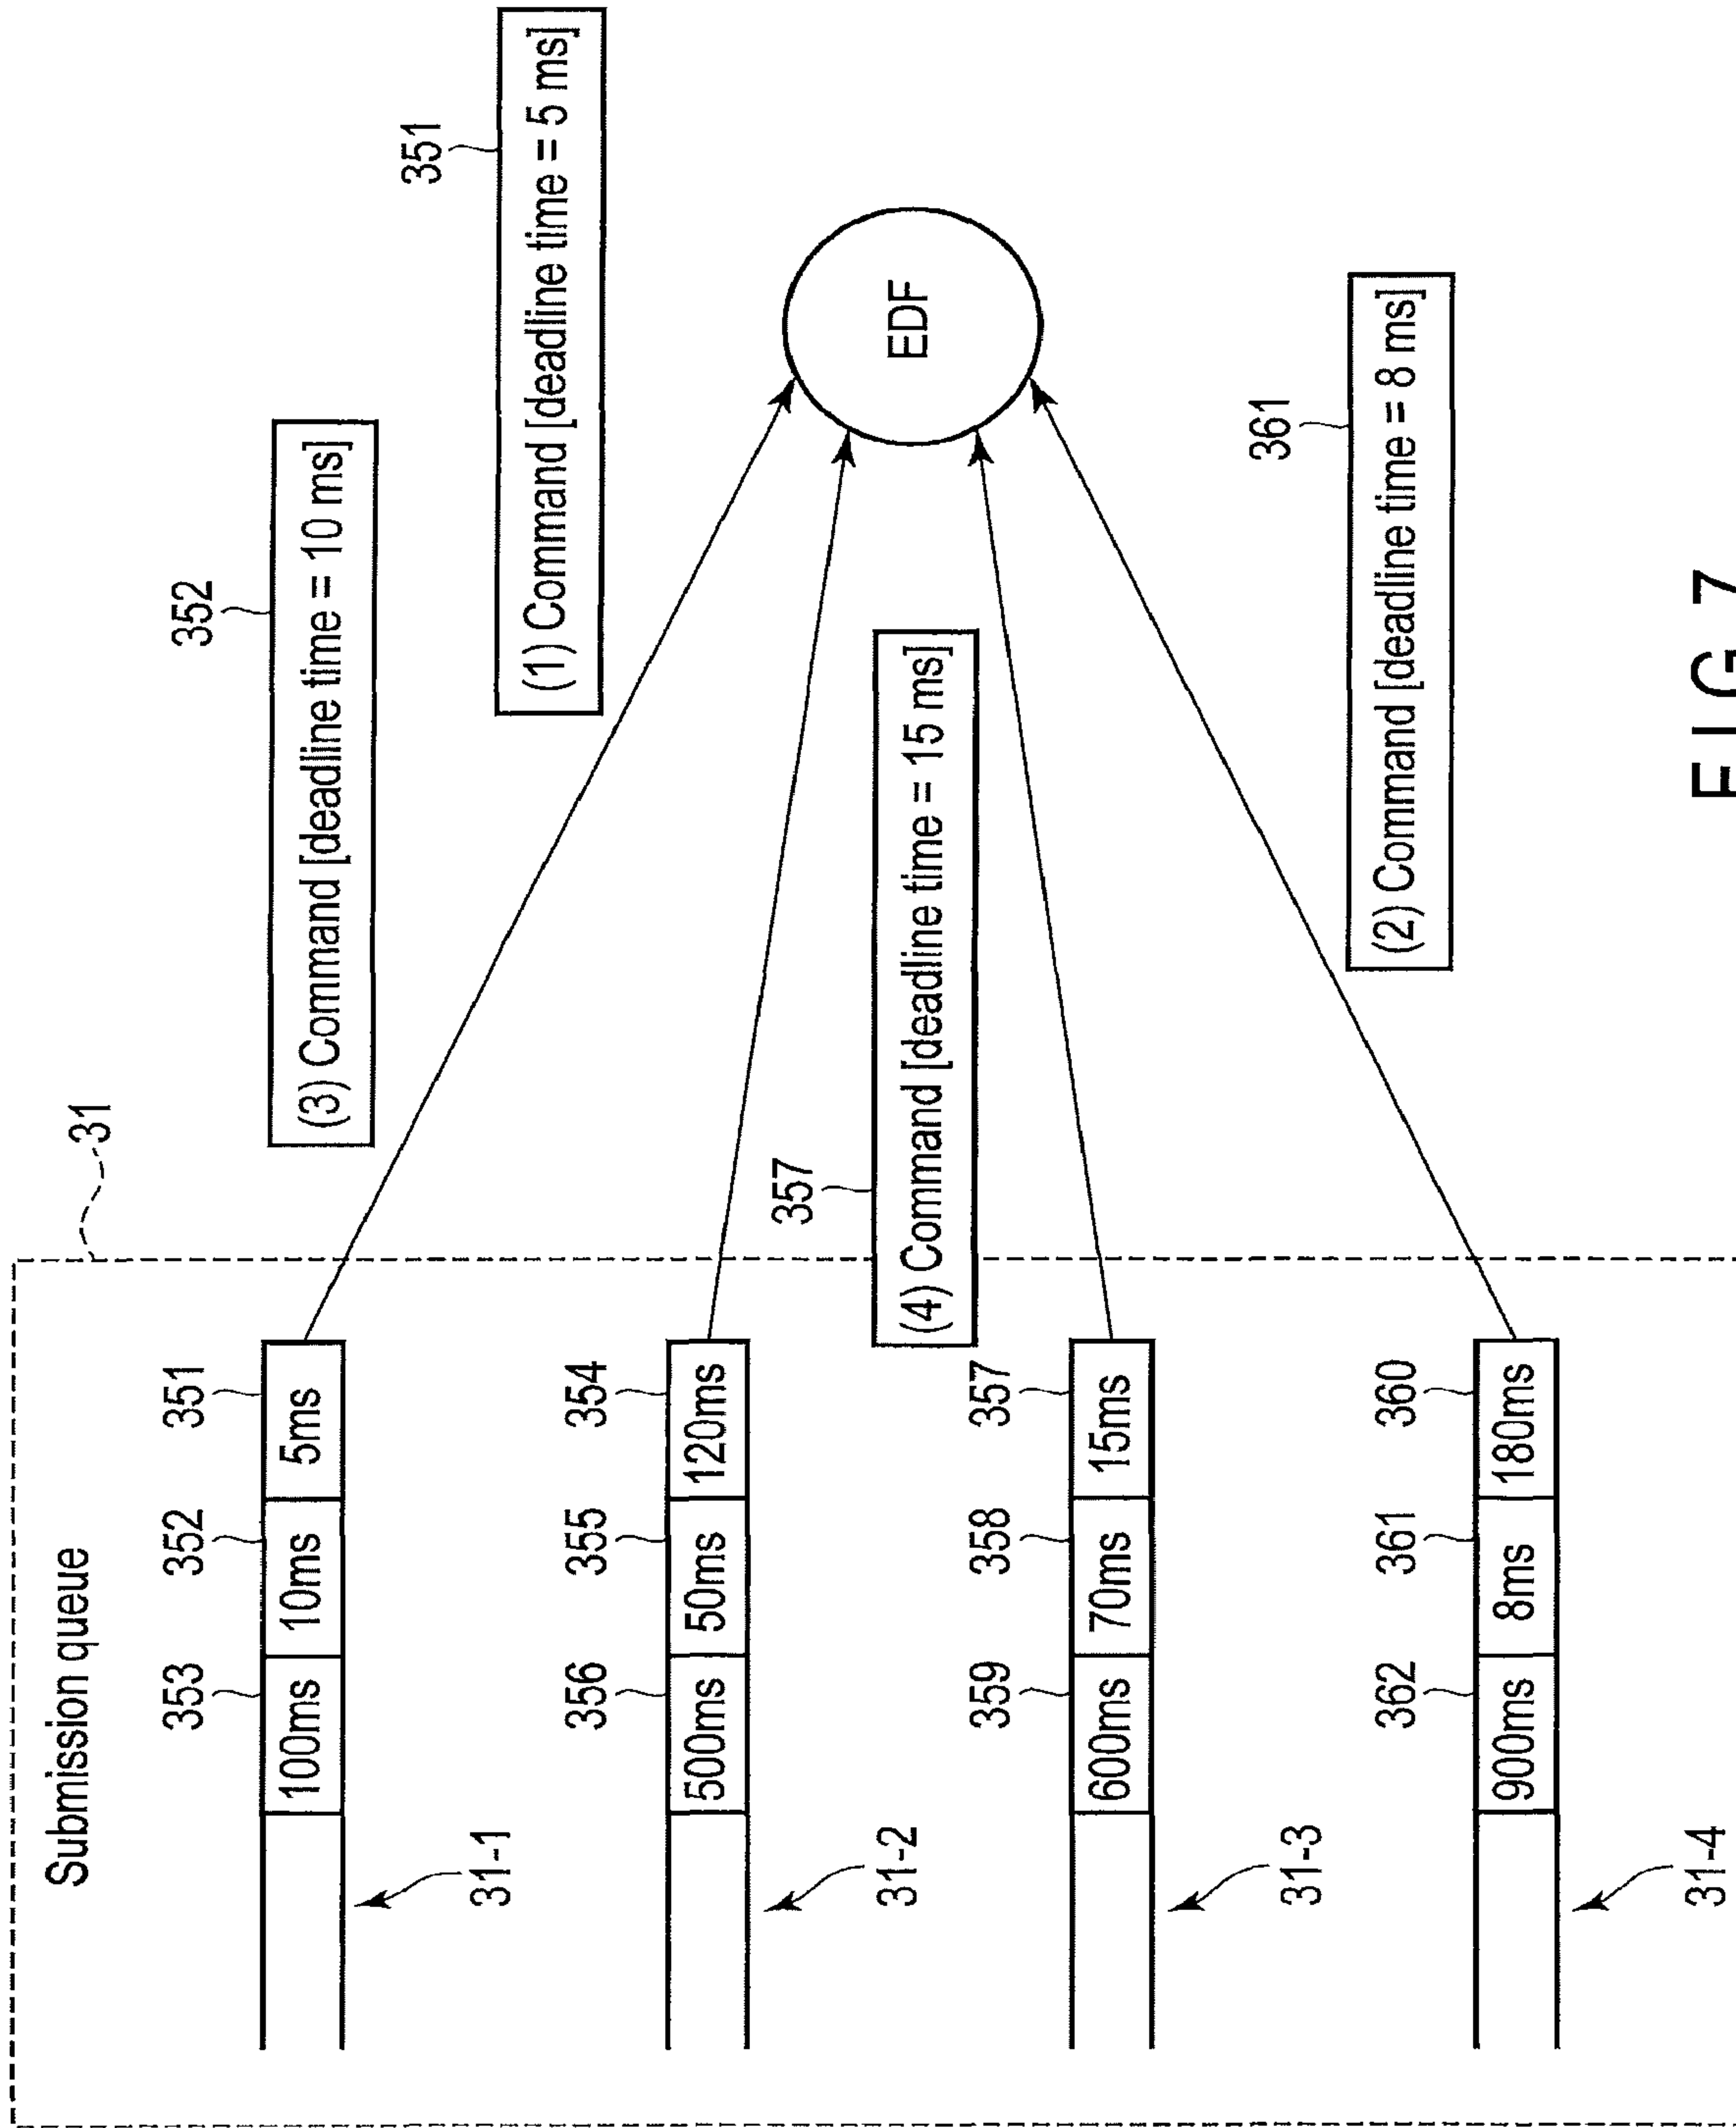 Submission queue
31
353 352 351
100ms 10ms 5ms
31-1
356 355 354
500ms 50ms 120ms
31-2
359 358 357
600ms 70ms 15ms
31-3
362 361 360
900ms 8ms 180ms
31-4
352
(3) Command [deadline time = 10 ms]
351
(1) Command [deadline time = 5 ms]
357
(4) Command [deadline time = 15 ms]
EDF
361
(2) Command [deadline time = 8 ms]
FIG 7